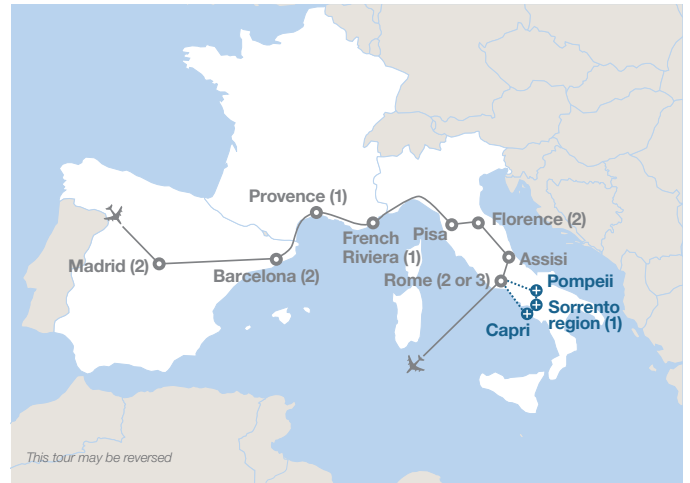 Provence (1)
Florence (2)
Pisa
French
Riviera (1)
Assisi
Madrid (2)
Barcelona (2)
Rome (2 or 3)
Pompeii
Sorrento
region (1)
Capri
This tour may be reversed